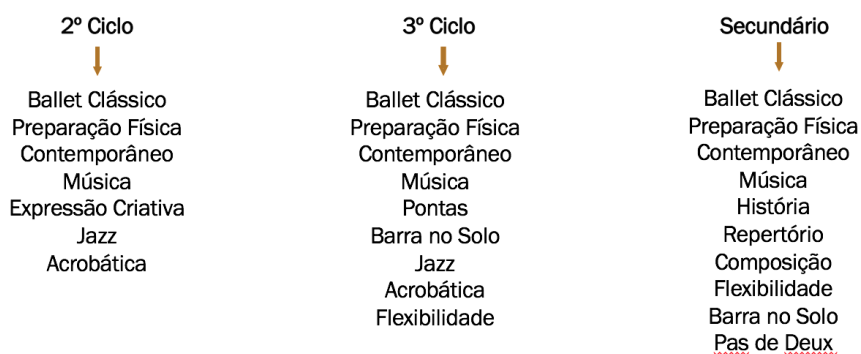 2º Ciclo
Ballet Clássico
Preparação Física
Contemporâneo
Música
Expressão Criativa
Jazz
Acrobática
3º Ciclo
Ballet Clássico
Preparação Física
Contemporâneo
Música
Pontas
Barra no Solo
Jazz
Acrobática
Flexibilidade
Secundário
Ballet Clássico
Preparação Física
Contemporâneo
Música
História
Repertório
Composição
Flexibilidade
Barra no Solo
Pas de Deux